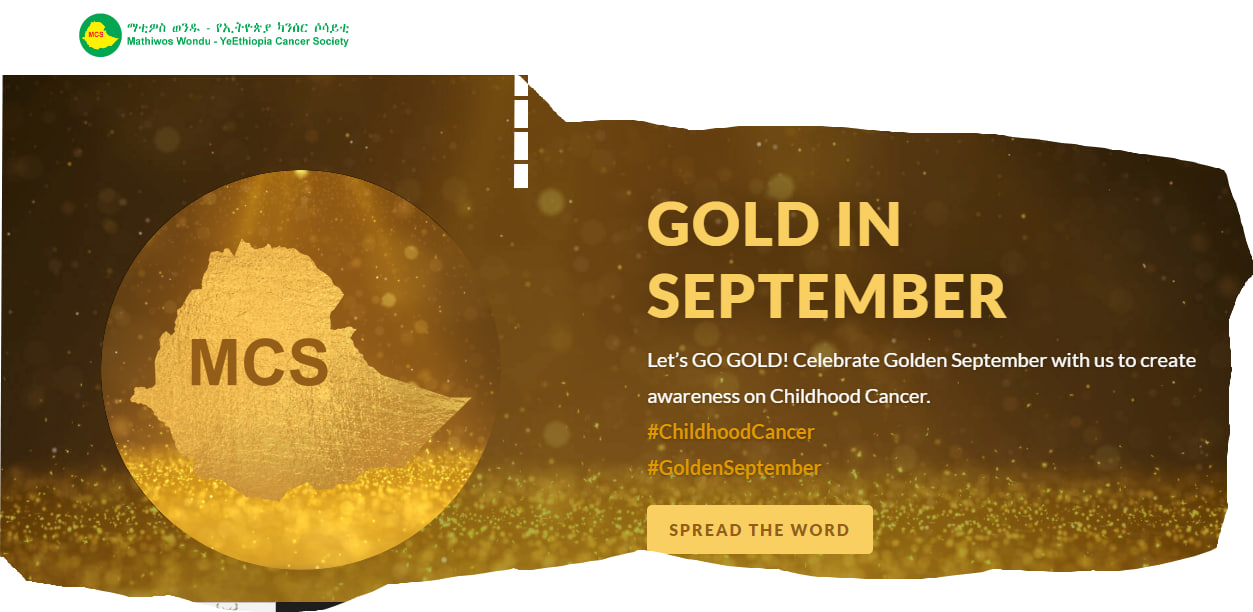 ማቲዎስ ወንዱ - የኢትዮጵያ ካንሰር ሶሳይቲ
MCS
Mathiwos Wondu - YeEthiopia Cancer Society
GOLD IN
SEPTEMBER
MCS
Let's GO GOLD! Celebrate Golden September with us to create
awareness on Childhood Cancer.
#ChildhoodCancer
#GoldenSeptember
SPREAD THE WORD